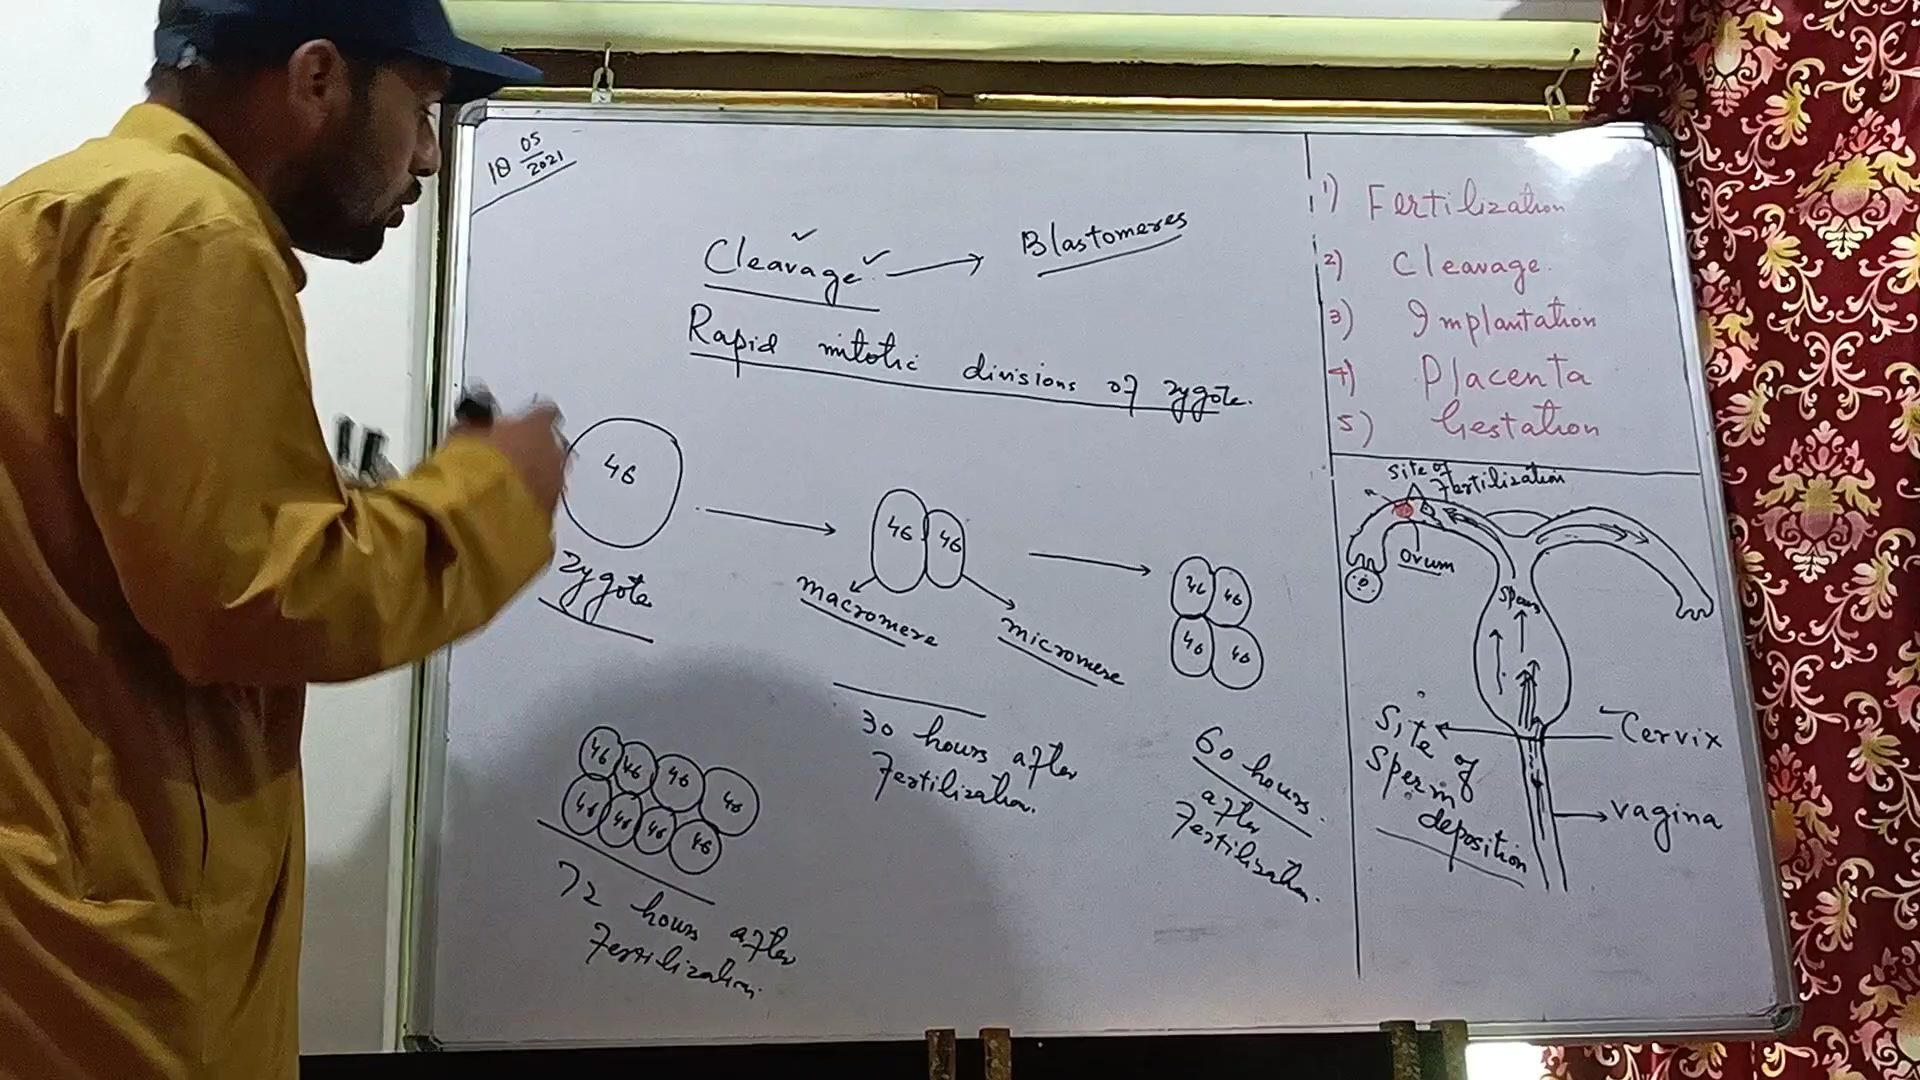 18 05/2021
Cleavage → Blastomeres
Rapid mitotic divisions of zygote.
46
zygote
46 46
macromere
micromere
30 hours after
Fertilization.
46 46
46 46
60 hours.
after
Fertilization.
46 46 46 46
46 46 46 46
72 hours after
Fertilization.
1) Fertilization
2) Cleavage.
3) Implantation
4) Placenta
5) Gestation
Site of
Fertilization
ovum
Cervix
Site of
Sperm
deposition
vagina